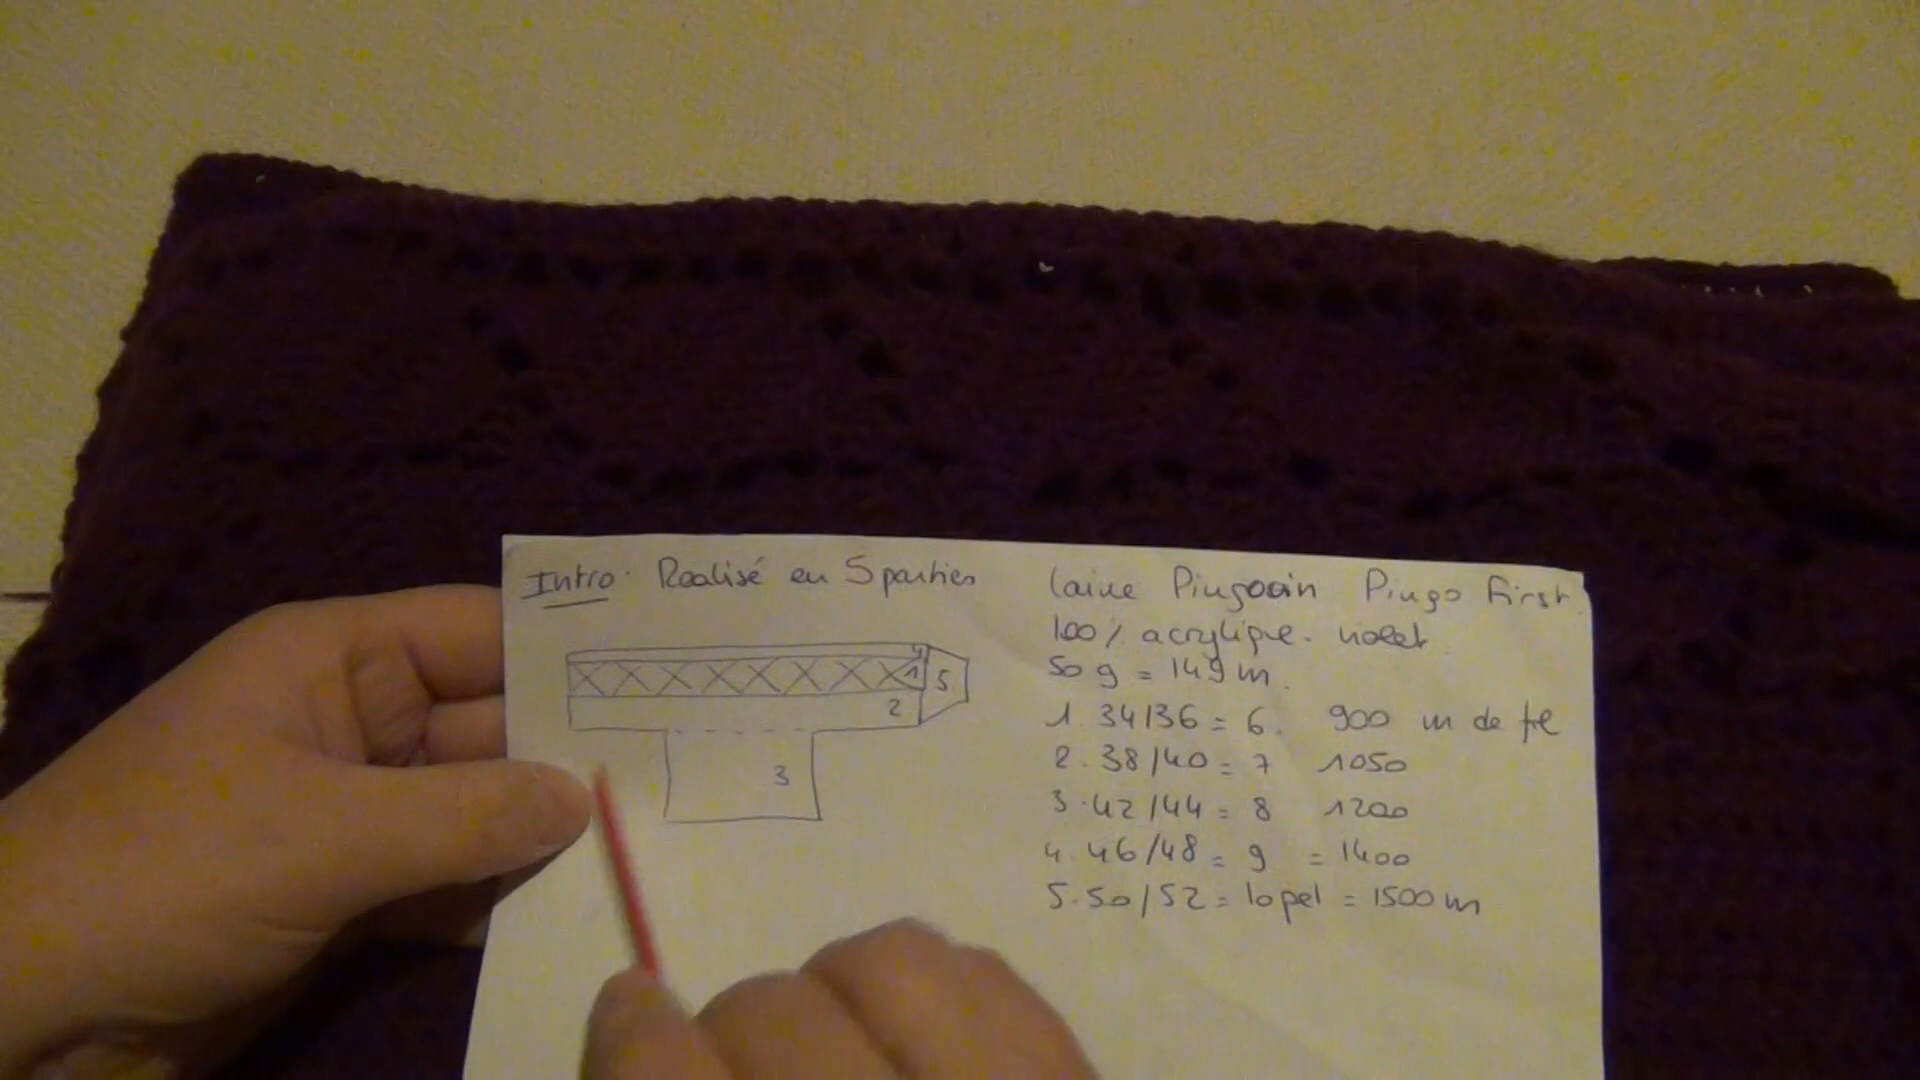 Intro. Realisé en 5 parties
4
1
5
2
3
laine Pingouin Pingo First.
100% acrylique. violet
50 g = 149 m.
1. 34/36 = 6. 900 m de fil
2. 38/40 = 7 1050
3. 42/44 = 8 1200
4. 46/48 = 9 = 1400
5. 50/52 = 10 pel = 1500 m